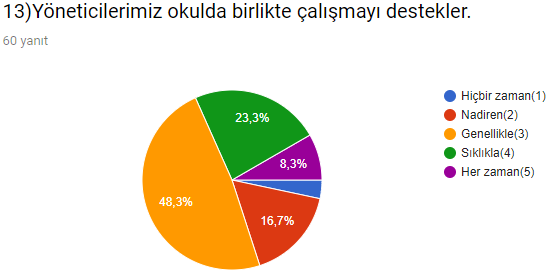 13)Yöneticilerimiz okulda birlikte çalışmayı destekler.
60 yanıt
23,3%
8,3%
48,3%
16,7%
Hiçbir zaman(1)
Nadiren(2)
Genellikle(3)
Sıklıkla(4)
Her zaman(5)